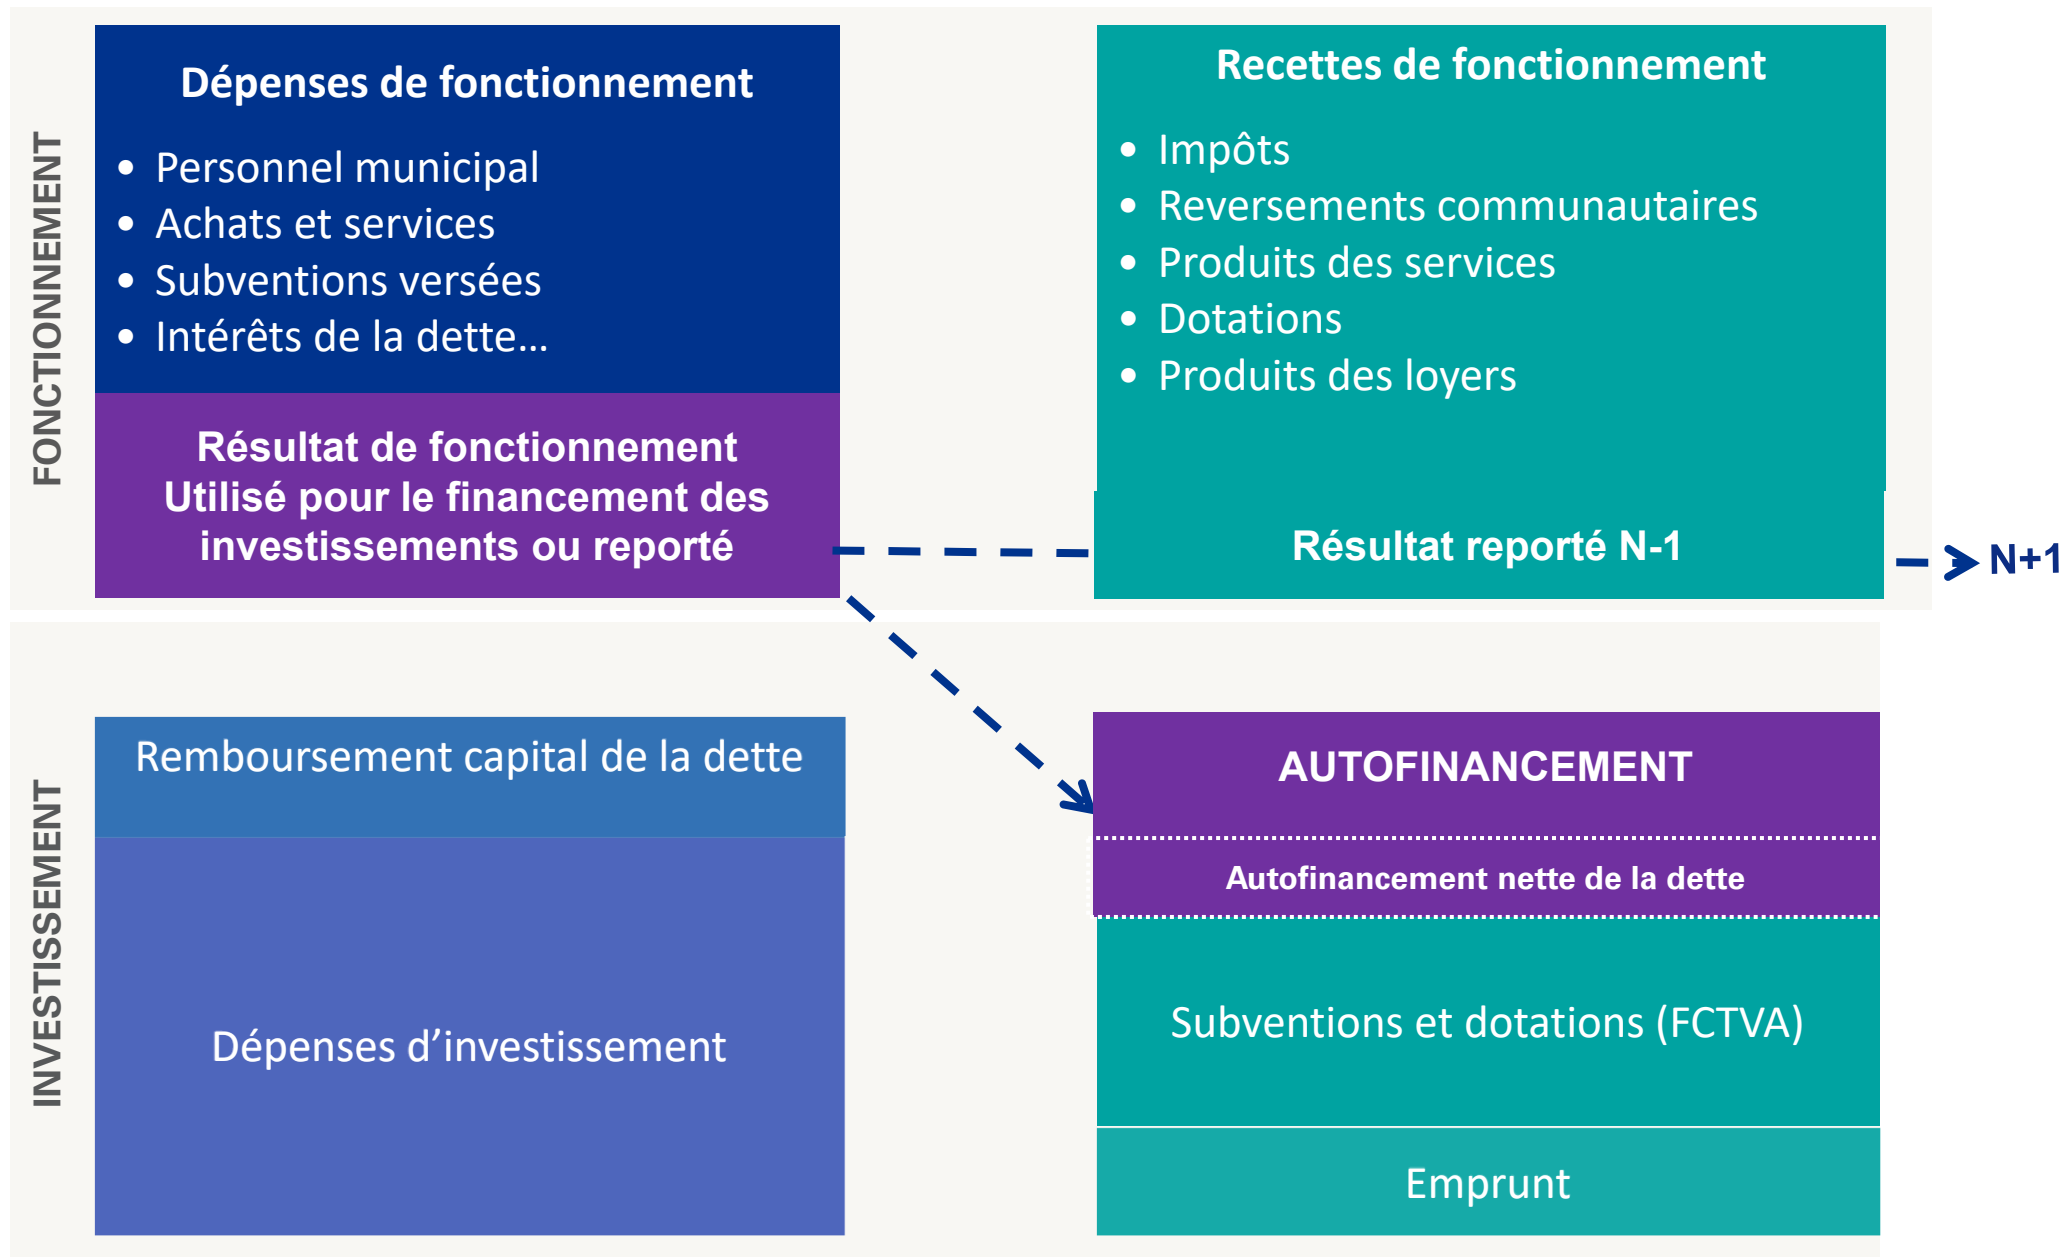 FONCTIONNEMENT
Dépenses de fonctionnement
• Personnel municipal
• Achats et services
• Subventions versées
• Intérêts de la dette…
Résultat de fonctionnement
Utilisé pour le financement des
investissements ou reporté
Recettes de fonctionnement
• Impôts
• Reversements communautaires
• Produits des services
• Dotations
• Produits des loyers
Résultat reporté N-1
N+1
INVESTISSEMENT
Remboursement capital de la dette
Dépenses d’investissement
AUTOFINANCEMENT
Autofinancement nette de la dette
Subventions et dotations (FCTVA)
Emprunt